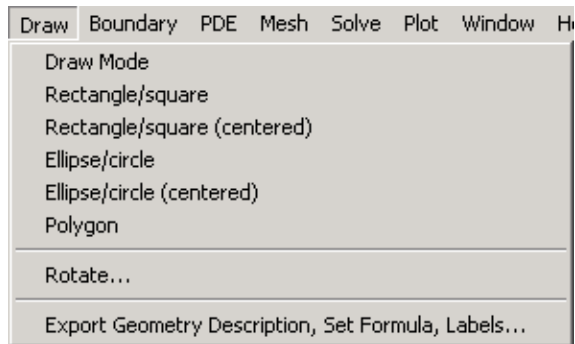 Draw Boundary PDE Mesh Solve Plot Window
Draw Mode
Rectangle/square
Rectangle/square (centered)
Ellipse/circle
Ellipse/circle (centered)
Polygon
Rotate...
Export Geometry Description, Set Formula, Labels...